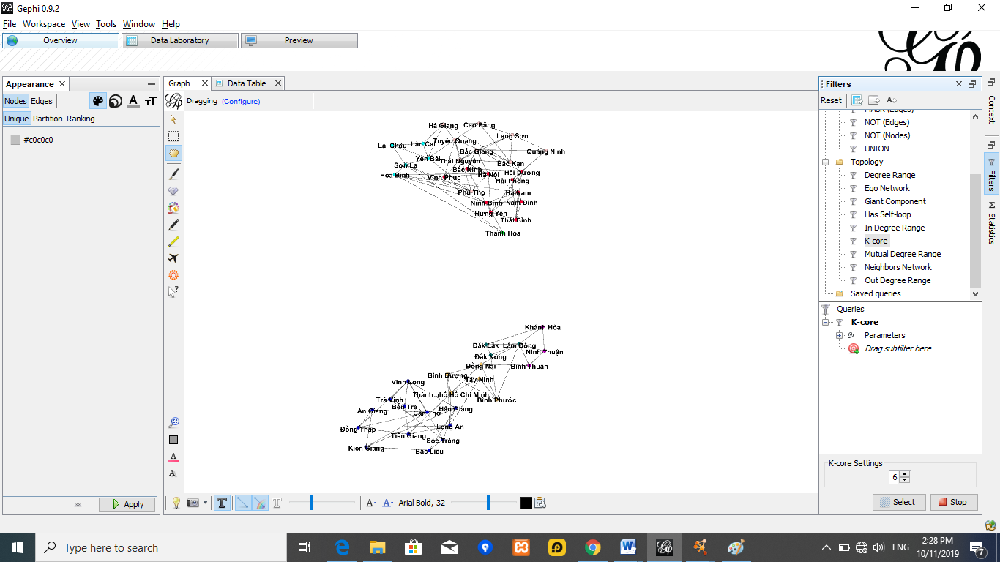 Gephi 0.9.2
File Workspace View Tools Window Help
Overview Data Laboratory Preview
Appearance
Nodes Edges
Unique Partition Ranking
#c0c0c0
Apply
Graph Data Table
Dragging (Configure)
Hà Giang Cao Bằng
Lạng Sơn
Lai Châu Lào Cai Tuyên Quang
Bắc Giang Quảng Ninh
Yên Bái Thái Nguyên Bắc Kạn
Sơn La Bắc Ninh
Hòa Bình Vĩnh Phúc Hà Nội Hải Dương
Hải Phòng
Phú Thọ Hà Nam
Ninh Bình Nam Định
Hưng Yên
Thái Bình
Thanh Hóa
Khánh Hòa
Đắk Lắk Lâm Đồng
Ninh Thuận
Đắk Nông
Đồng Nai Bình Thuận
Bình Dương
Tây Ninh
Vĩnh Long
Thành phố Hồ Chí Minh
Trà Vinh Bình Phước
Bến Tre
An Giang Cần Thơ Hậu Giang
Đồng Tháp Long An
Tiền Giang
Sóc Trăng
Kiên Giang
Bạc Liêu
Arial Bold, 32
Filters
Reset
MASK (Edges)
NOT (Edges)
NOT (Nodes)
UNION
Topology
Degree Range
Ego Network
Giant Component
Has Self-loop
In Degree Range
K-core
Mutual Degree Range
Neighbors Network
Out Degree Range
Saved queries
Queries
K-core
Parameters
Drag subfilter here
K-core Settings
6
Select Stop
Context
Filters
Statistics
Type here to search
ENG
2:28 PM
10/11/2019
7